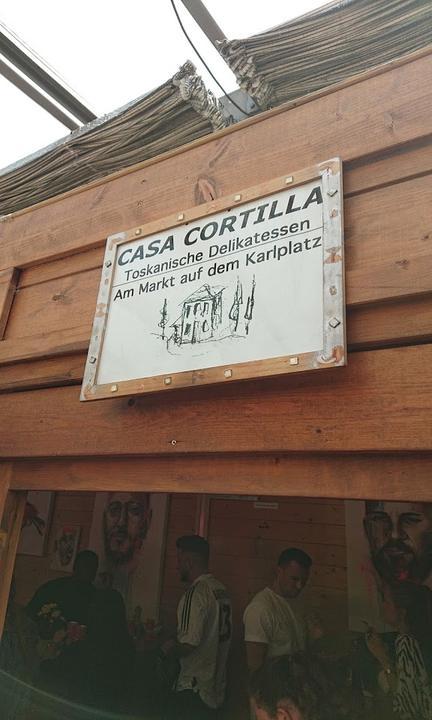 CASA CORTILLA
Toskanische Delikatessen
Am Markt auf dem Karlplatz